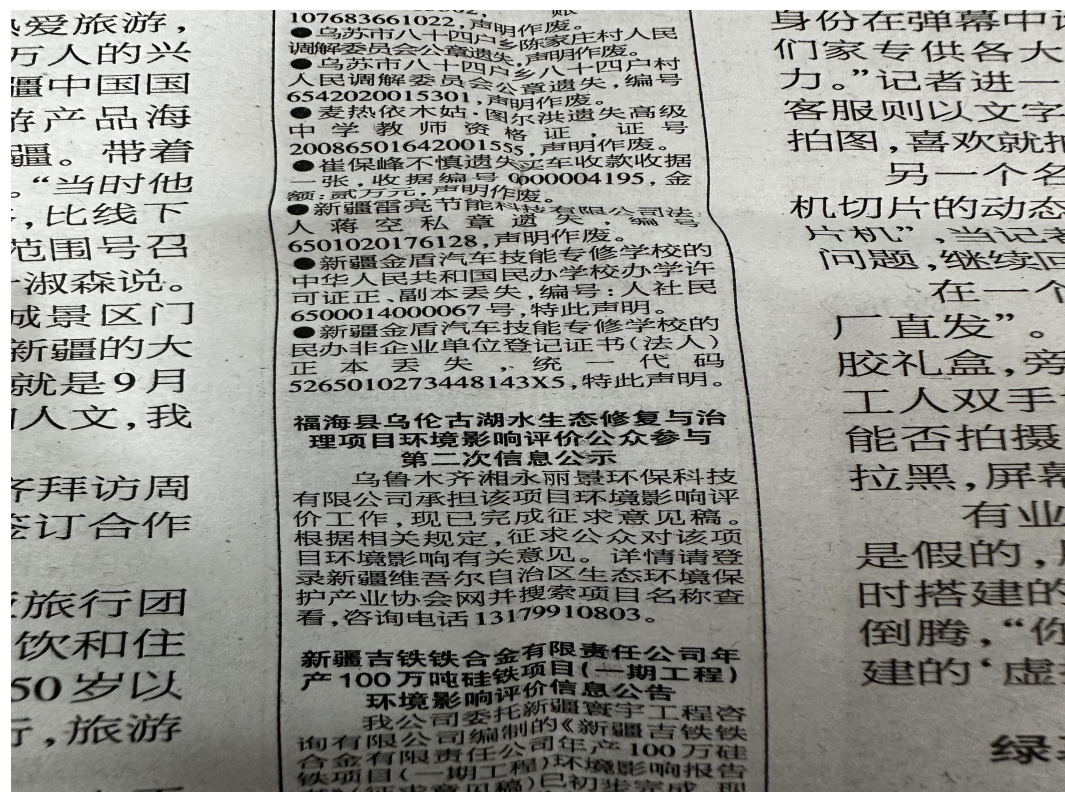 热爱旅游，
万人的兴
疆中国国
游产品海
疆。带着
。“当时他
，比线下
范围号召
淑森说。
成景区门
新疆的大
就是9月
人文，我
齐拜访周
签订合作
旅行团
饮和住
50岁以
行，旅游
107683661022，声明作废。
●乌苏市八十四户乡陈家庄村人民
调解委员会公章遗失，声明作废。
●乌苏市八十四户乡八十四户村
人民调解委员会公章遗失，编号
6542020015301，声明作废。
●麦热依木姑·图尔洪遗失高级
中学教师资格证，证号
20086501642001555，声明作废。
●崔保峰不慎遗失买车收款收据
一张，收据编号0000004195，金
额：贰万元，声明作废。
●新疆雷亮节能科技有限公司法
人蒋空私章遗失，编号
6501020176128，声明作废。
●新疆金盾汽车技能专修学校的
中华人民共和国民办学校办学许
可证正、副本丢失，编号：人社民
6500014000067号，特此声明。
●新疆金盾汽车技能专修学校的
民办非企业单位登记证书（法人）
正本丢失，统一代码
5265010273448143X5，特此声明。
福海县乌伦古湖水生态修复与治
理项目环境影响评价公众参与
第二次信息公示
乌鲁木齐湘永丽景环保科技
有限公司承担该项目环境影响评
价工作，现已完成征求意见稿。
根据相关规定，征求公众对该项
目环境影响有关意见。详情请登
录新疆维吾尔自治区生态环境保
护产业协会网并搜索项目名称查
看，咨询电话13179910803。
新疆吉铁铁合金有限责任公司年
产100万吨硅铁项目（一期工程）
环境影响评价信息公告
我公司委托新疆寰宇工程咨
询有限公司编制的《新疆吉铁铁
合金有限责任公司年产100万硅
铁项目（一期工程）环境影响报告
身份在弹幕中
们家专供各大
力。”记者进一
客服则以文字
拍图，喜欢就
另一个名
机切片的动态
片机”，当记者
问题，继续回
在一个
厂直发”。
胶礼盒，旁
工人双手
能否拍摄
拉黑，屏幕
有业
是假的，
时搭建的
倒腾，“你
建的‘虚
绿